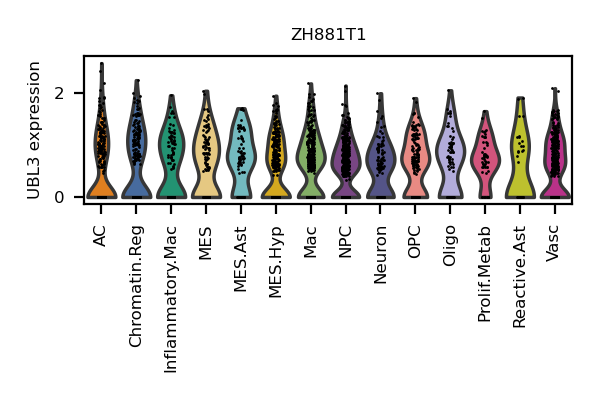 ZH881T1
UBL3 expression
2
0
AC
Chromatin.Reg
Inflammatory.Mac
MES
MES.Ast
MES.Hyp
Mac
NPC
Neuron
OPC
Oligo
Prolif.Metab
Reactive.Ast
Vasc